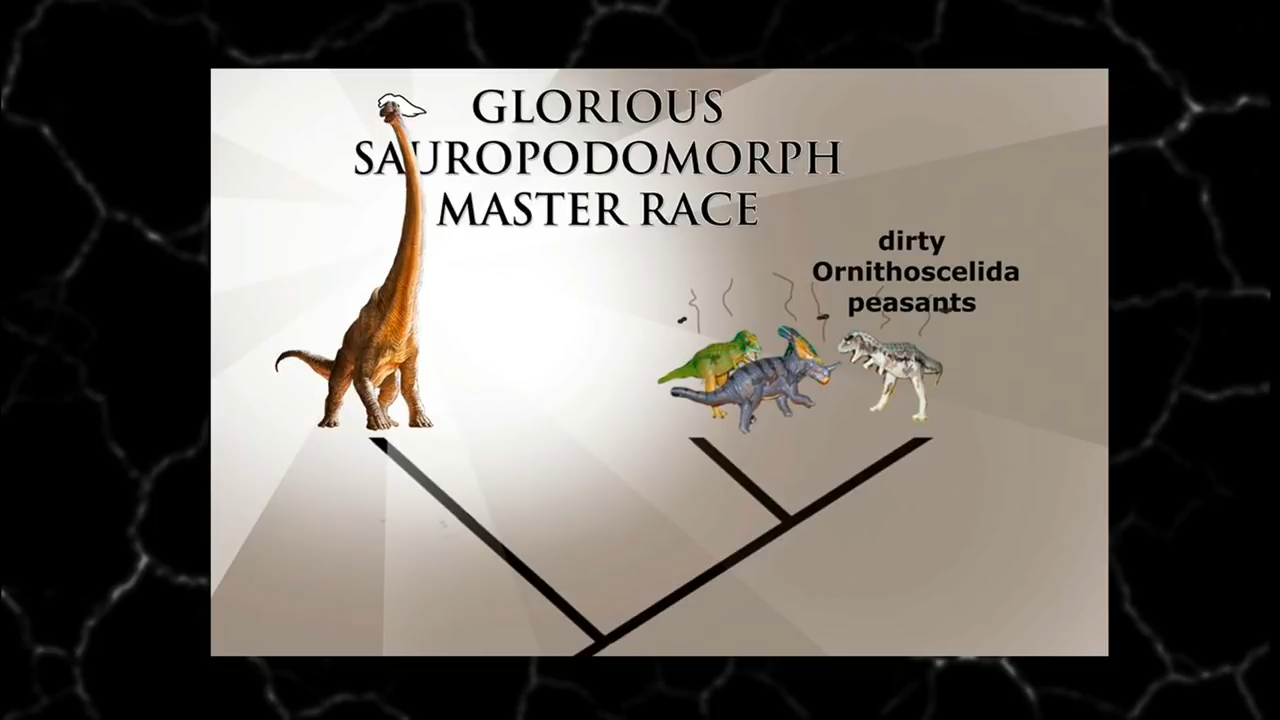 GLORIOUS
SAUROPODOMORPH
MASTER RACE
dirty
Ornithoscelida
peasants